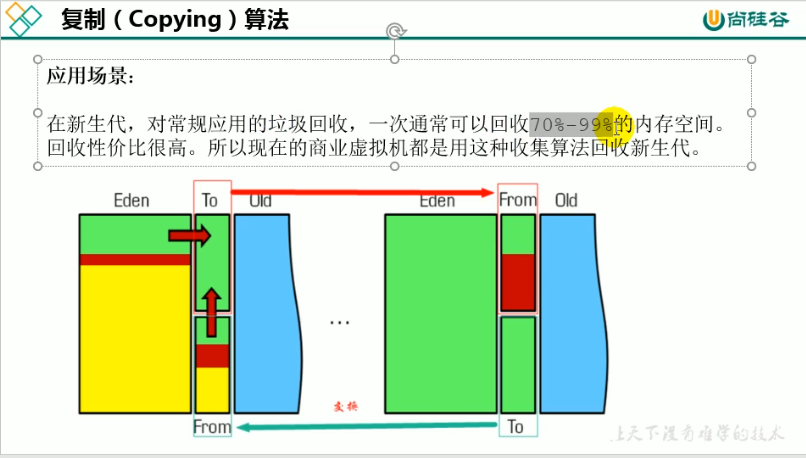 复制（Copying）算法
尚硅谷
应用场景：
在新生代，对常规应用的垃圾回收，一次通常可以回收70%-99%的内存空间。
回收性价比很高。所以现在的商业虚拟机都是用这种收集算法回收新生代。
Eden To Old Eden From Old
...
变换
From To
上天下没有难学的技术